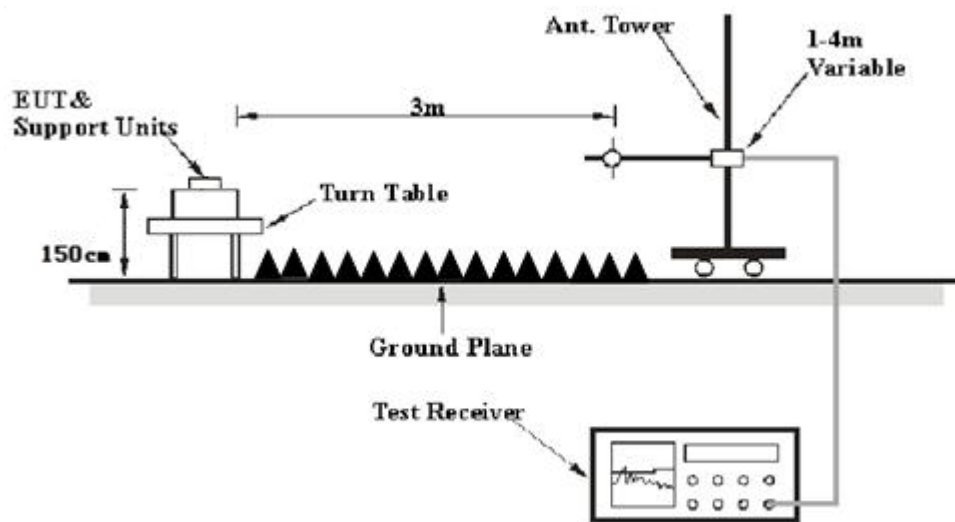 Ant. Tower
1-4m
Variable
EUT&
Support Units
3m
Turn Table
150cm
Ground Plane
Test Receiver